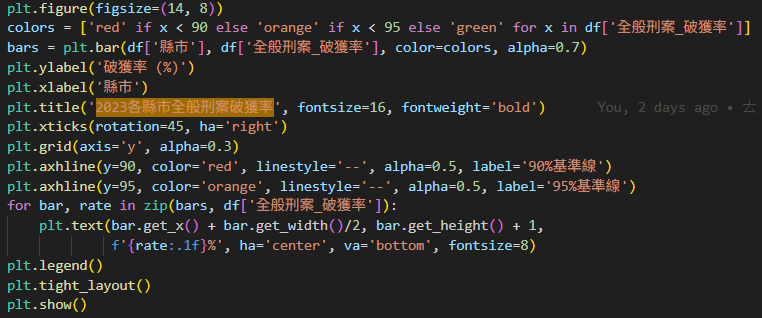 plt.figure(figsize=(14, 8))
colors = ['red' if x < 90 else 'orange' if x < 95 else 'green' for x in df['全般刑案_破獲率']]
bars = plt.bar(df['縣市'], df['全般刑案_破獲率'], color=colors, alpha=0.7)
plt.ylabel('破獲率 (%)')
plt.xlabel('縣市')
plt.title('2023各縣市全般刑案破獲率', fontsize=16, fontweight='bold')     You, 2 days ago • 去
plt.xticks(rotation=45, ha='right')
plt.grid(axis='y', alpha=0.3)
plt.axhline(y=90, color='red', linestyle='--', alpha=0.5, label='90%基準線')
plt.axhline(y=95, color='orange', linestyle='--', alpha=0.5, label='95%基準線')
for bar, rate in zip(bars, df['全般刑案_破獲率']):
    plt.text(bar.get_x() + bar.get_width()/2, bar.get_height() + 1,
             f'{rate:.1f}%', ha='center', va='bottom', fontsize=8)
plt.legend()
plt.tight_layout()
plt.show()